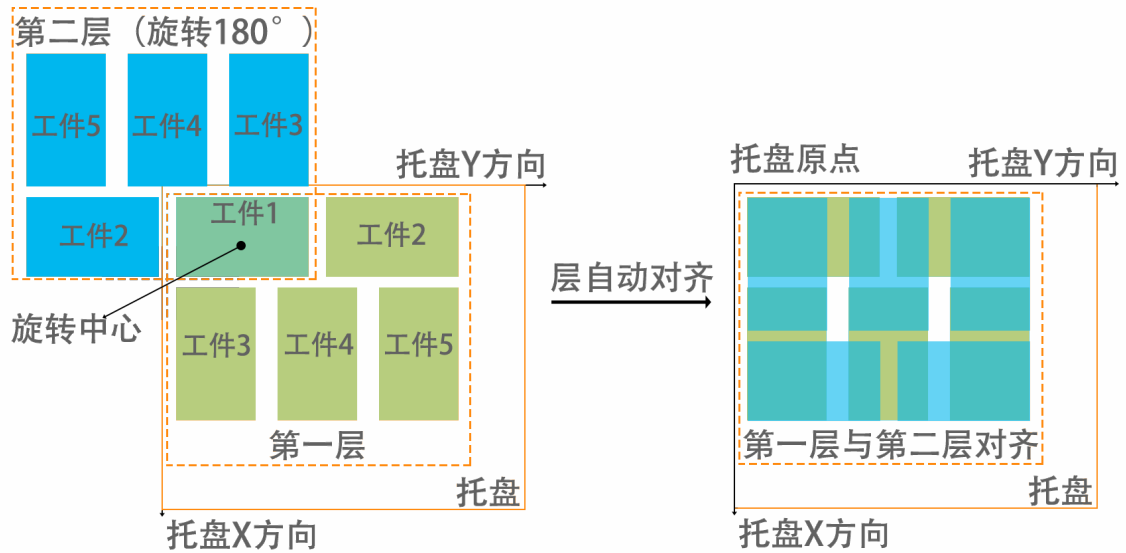 第二层（旋转180°）
工件5
工件4
工件3
托盘Y方向
工件2
工件1
工件2
旋转中心
工件3
工件4
工件5
第一层
托盘
托盘X方向
层自动对齐
托盘原点
托盘Y方向
第一层与第二层对齐
托盘
托盘X方向